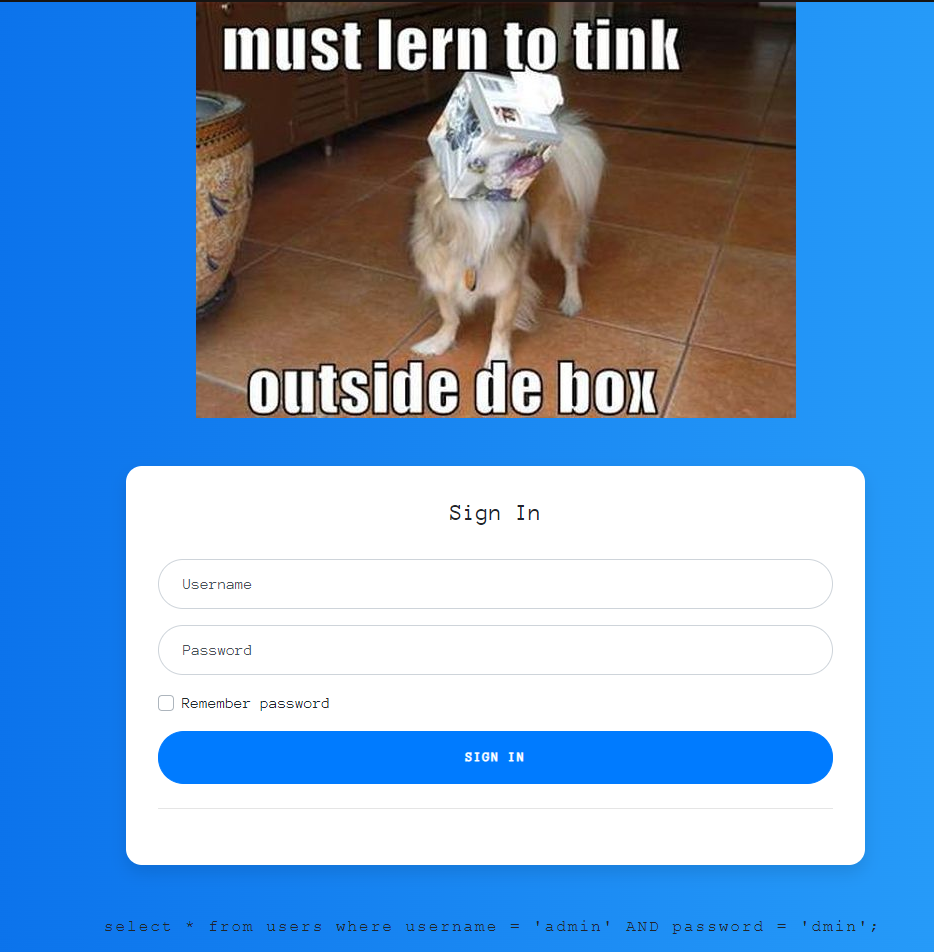 must lern to tink
outside de box
Sign In
Username
Password
Remember password
SIGN IN
select * from users where username = 'admin' AND password = 'dmin';